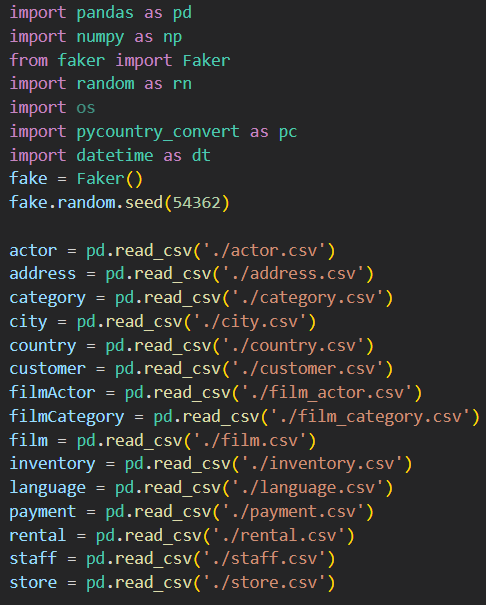 import pandas as pd
import numpy as np
from faker import Faker
import random as rn
import os
import pycountry_convert as pc
import datetime as dt
fake = Faker()
fake.random.seed(54362)
actor = pd.read_csv('./actor.csv')
address = pd.read_csv('./address.csv')
category = pd.read_csv('./category.csv')
city = pd.read_csv('./city.csv')
country = pd.read_csv('./country.csv')
customer = pd.read_csv('./customer.csv')
filmActor = pd.read_csv('./film_actor.csv')
filmCategory = pd.read_csv('./film_category.csv')
film = pd.read_csv('./film.csv')
inventory = pd.read_csv('./inventory.csv')
language = pd.read_csv('./language.csv')
payment = pd.read_csv('./payment.csv')
rental = pd.read_csv('./rental.csv')
staff = pd.read_csv('./staff.csv')
store = pd.read_csv('./store.csv')